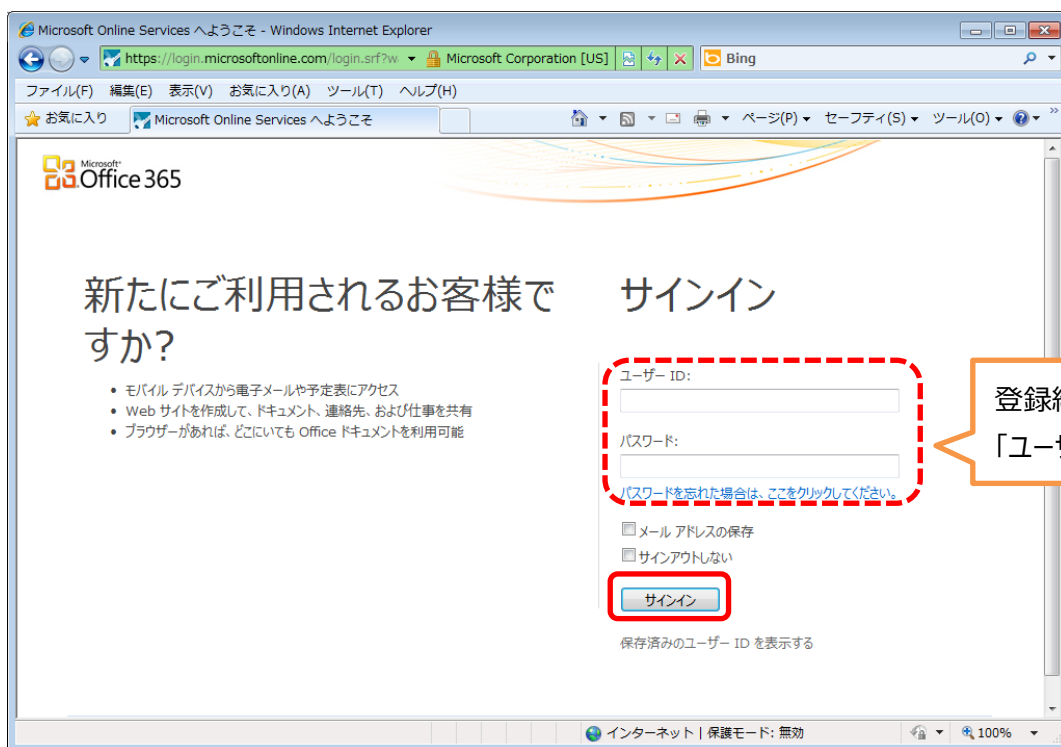 Microsoft Online Services へようこそ - Windows Internet Explorer
https://login.microsoftonline.com/login.srf?w Microsoft Corporation [US] Bing
ファイル(F) 編集(E) 表示(V) お気に入り(A) ツール(T) ヘルプ(H)
お気に入り Microsoft Online Services へようこそ ページ(P) セーフティ(S) ツール(O)
Microsoft
Office 365
新たにご利用されるお客様で
すか?
• モバイル デバイスから電子メールや予定表にアクセス
• Web サイトを作成して、ドキュメント、連絡先、および仕事を共有
• ブラウザーがあれば、どこにいても Office ドキュメントを利用可能
サインイン
ユーザー ID:
パスワード:
パスワードを忘れた場合は、ここをクリックしてください。
メール アドレスの保存
サインアウトしない
サインイン
保存済みのユーザー ID を表示する
登録
「ユー
インターネット | 保護モード: 無効 100%